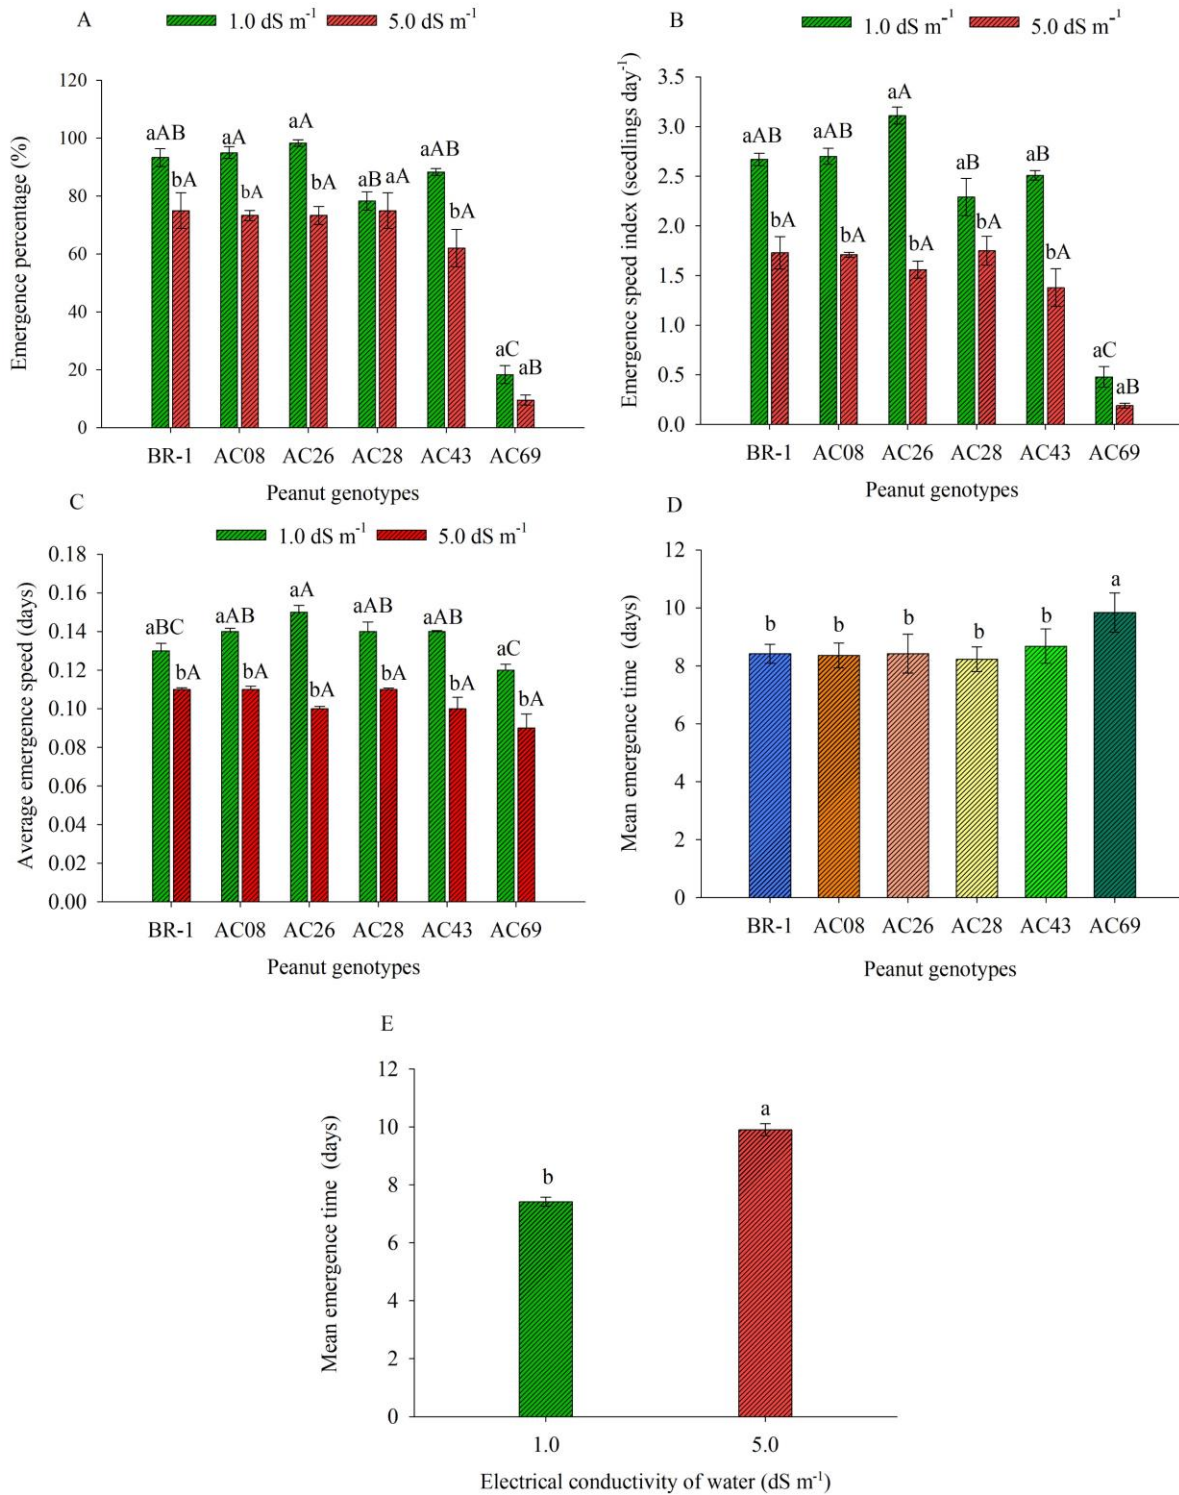 A
1.0 dS m⁻¹ 5.0 dS m⁻¹
Emergence percentage (%)
120
100
80
60
40
20
0
aAB bA aA bA aA bA aB aA aAB bA aC aB
BR-1 AC08 AC26 AC28 AC43 AC69
Peanut genotypes
B
1.0 dS m⁻¹ 5.0 dS m⁻¹
Emergence speed index (seedlings day⁻¹)
3.5
3.0
2.5
2.0
1.5
1.0
0.5
0.0
aAB bA aAB bA aA bA aB bA aB bA aC aB
BR-1 AC08 AC26 AC28 AC43 AC69
Peanut genotypes
C
1.0 dS m⁻¹ 5.0 dS m⁻¹
Average emergence speed (days)
0.18
0.16
0.14
0.12
0.10
0.08
0.06
0.04
0.02
0.00
aBC bA aAB bA aA bA aAB bA aAB bA aC bA
BR-1 AC08 AC26 AC28 AC43 AC69
Peanut genotypes
D
Mean emergence time (days)
12
10
8
6
4
2
0
b b b b b a
BR-1 AC08 AC26 AC28 AC43 AC69
Peanut genotypes
E
Mean emergence time (days)
12
10
8
6
4
2
0
b a
1.0 5.0
Electrical conductivity of water (dS m⁻¹)